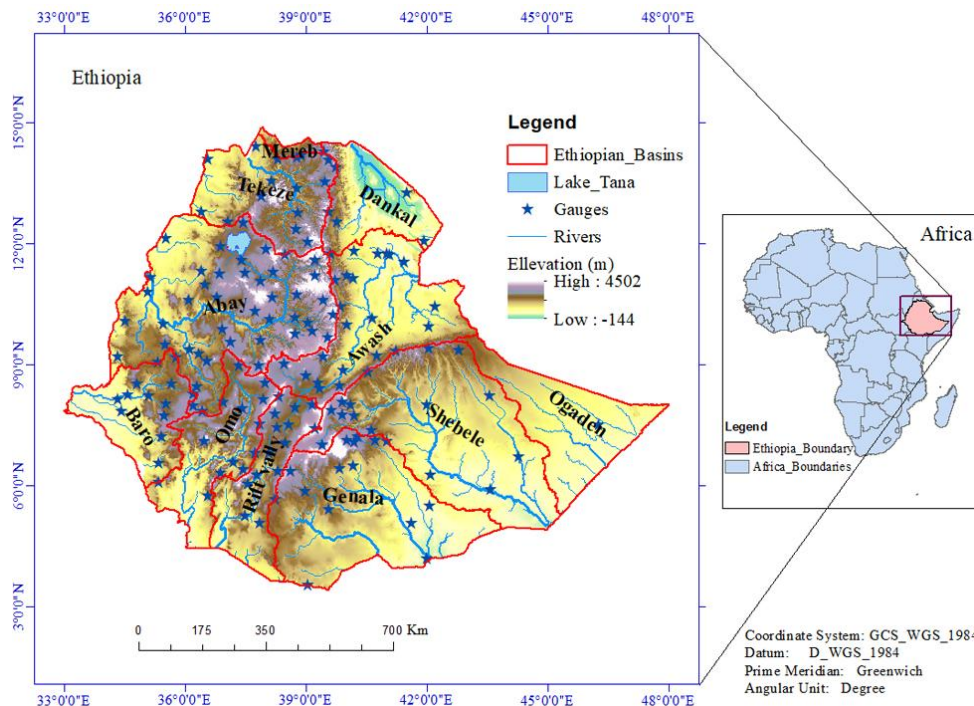 33°0'0"E 36°0'0"E 39°0'0"E 42°0'0"E 45°0'0"E 48°0'0"E
Ethiopia
15°0'0"N
12°0'0"N
9°0'0"N
6°0'0"N
3°0'0"N
Mereb
Tekeze
Dankal
Abay
Awash
Baro
Omo
Rift vally
Genala
Shebele
Ogaden
Legend
Ethiopian_Basins
Lake_Tana
Gauges
Rivers
Ellevation (m)
High : 4502
Low : -144
0 175 350 700 Km
33°0'0"E 36°0'0"E 39°0'0"E 42°0'0"E 45°0'0"E 48°0'0"E
Africa
Legend
Ethiopia_Boundary
Africa_Boundaries
Coordinate System: GCS_WGS_1984
Datum: D_WGS_1984
Prime Meridian: Greenwich
Angular Unit: Degree